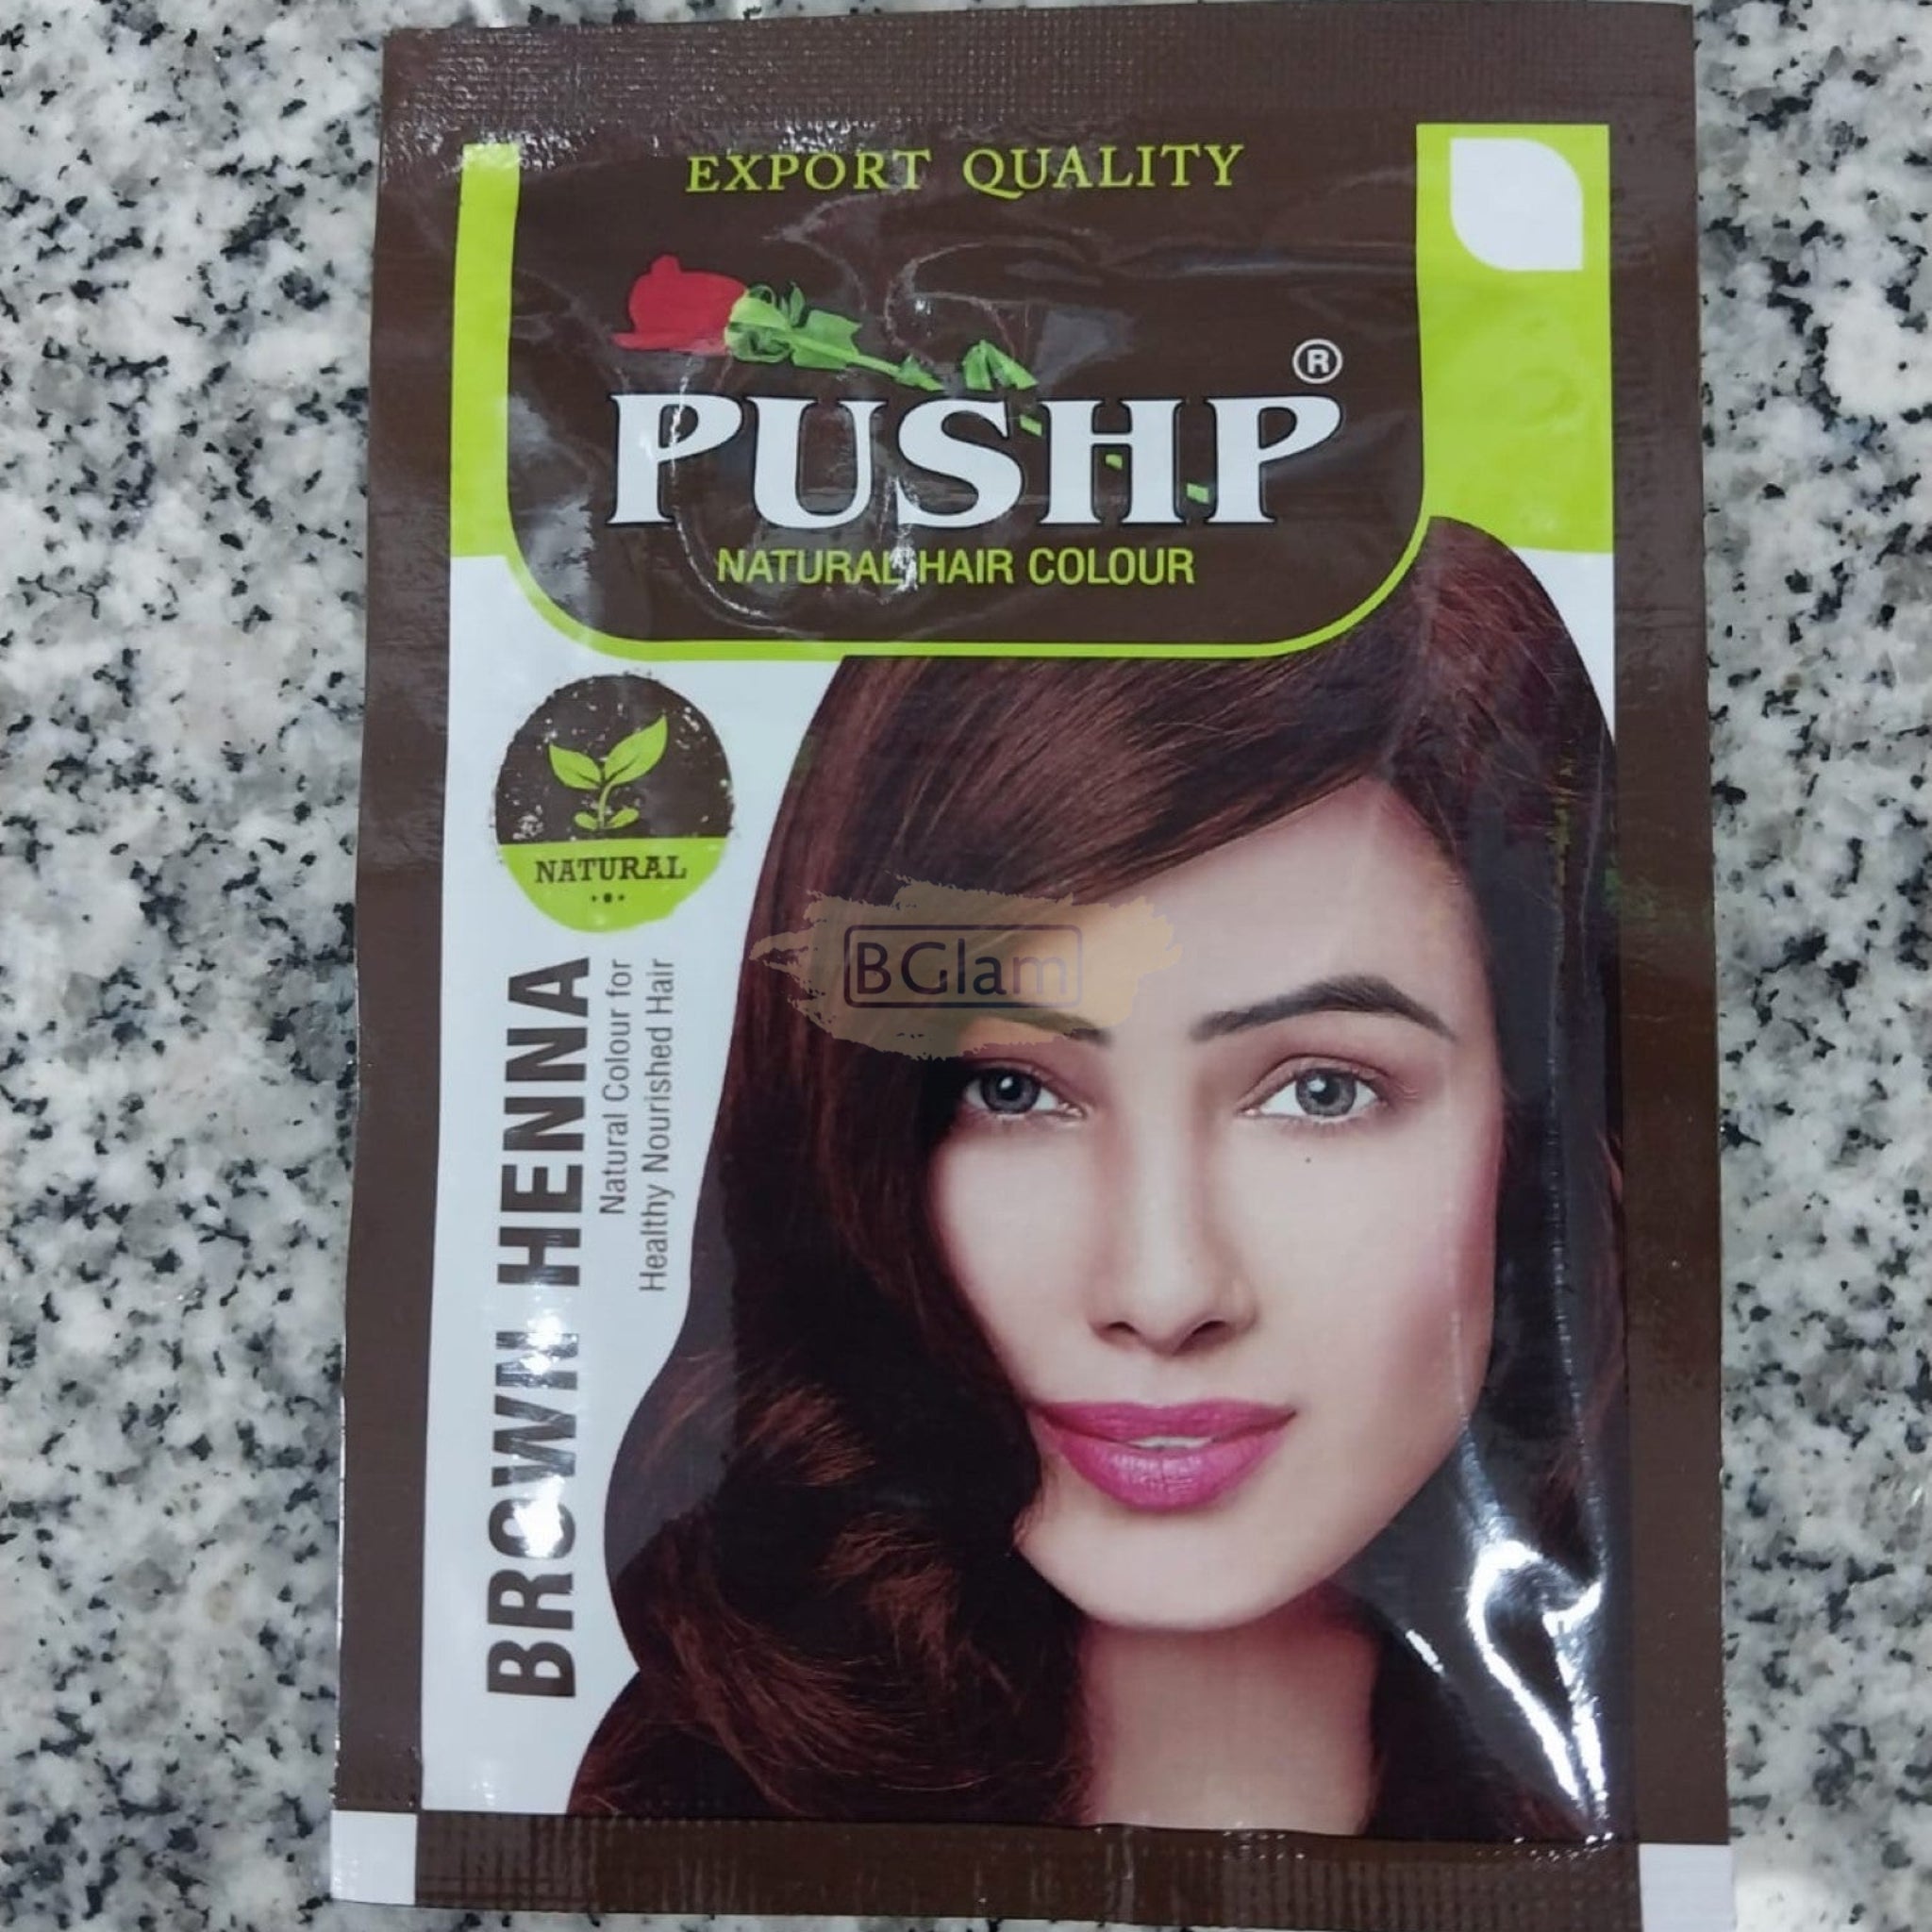 EXPORT QUALITY
PUSHP®
NATURAL HAIR COLOUR
NATURAL
BROWN HENNA
Natural Colour for
Healthy Nourished Hair
BGlam